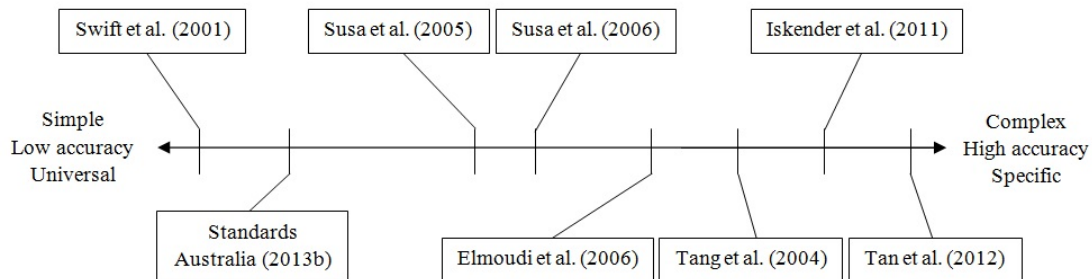 Swift et al. (2001)
Susa et al. (2005)
Susa et al. (2006)
Iskender et al. (2011)
Simple
Low accuracy
Universal
Complex
High accuracy
Specific
Standards
Australia (2013b)
Elmoudi et al. (2006)
Tang et al. (2004)
Tan et al. (2012)